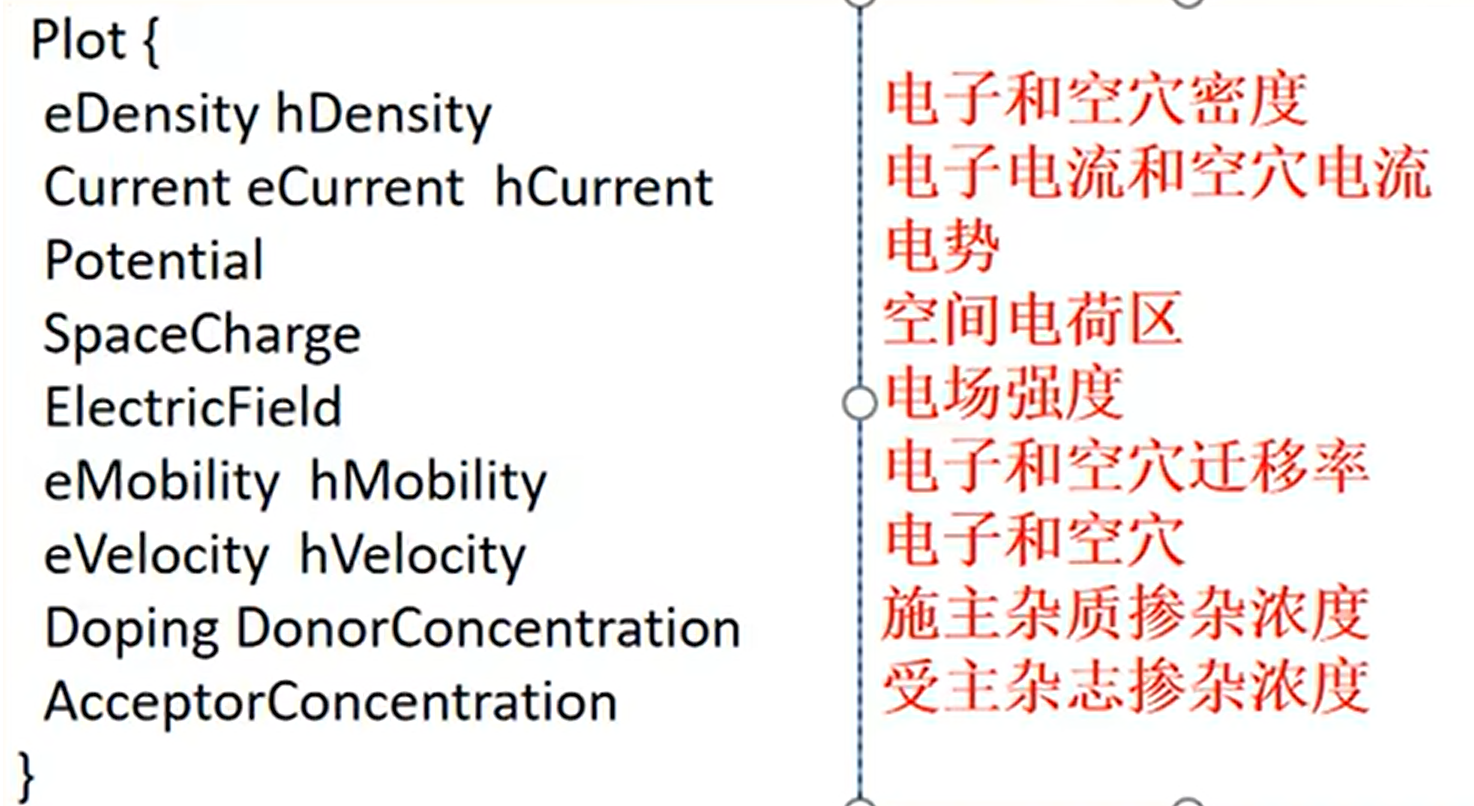 Plot {
eDensity hDensity
Current eCurrent hCurrent
Potential
SpaceCharge
ElectricField
eMobility hMobility
eVelocity hVelocity
Doping DonorConcentration
AcceptorConcentration
}
电子和空穴密度
电子电流和空穴电流
电势
空间电荷区
电场强度
电子和空穴迁移率
电子和空穴
施主杂质掺杂浓度
受主杂志掺杂浓度